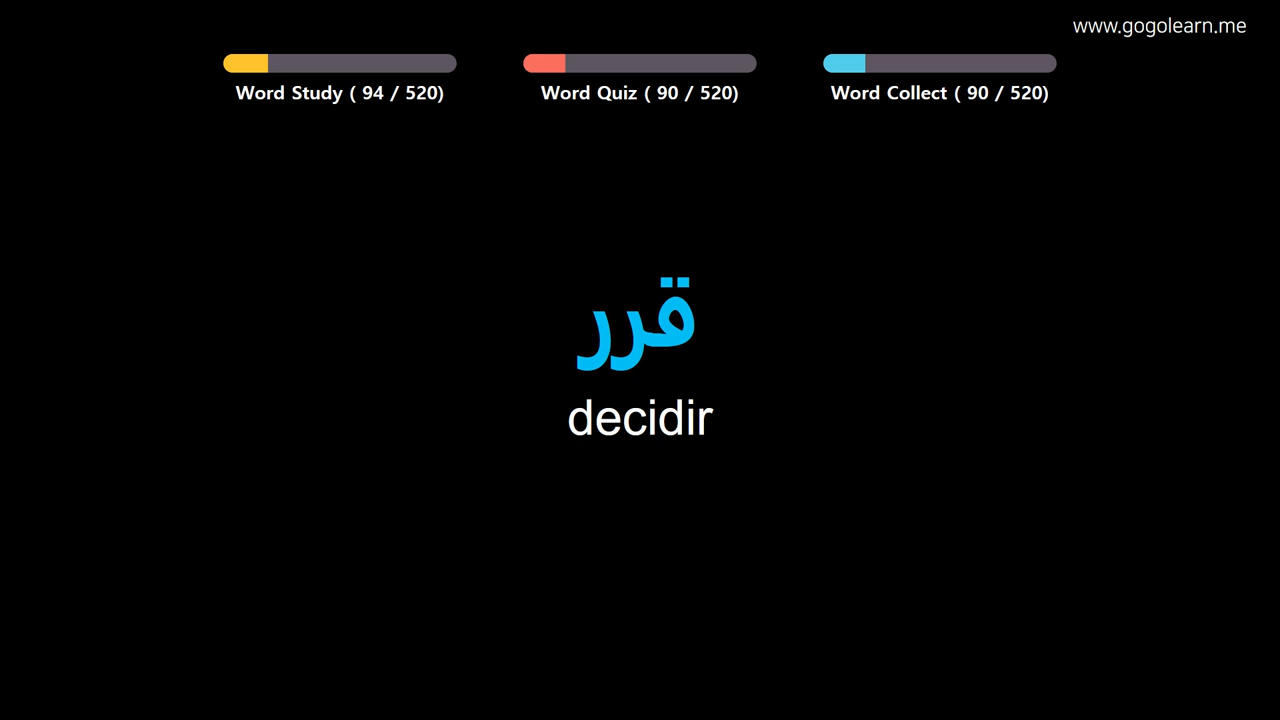 www.gogolearn.me
Word Study ( 94 / 520)
Word Quiz ( 90 / 520)
Word Collect ( 90 / 520)
قرر
decidir